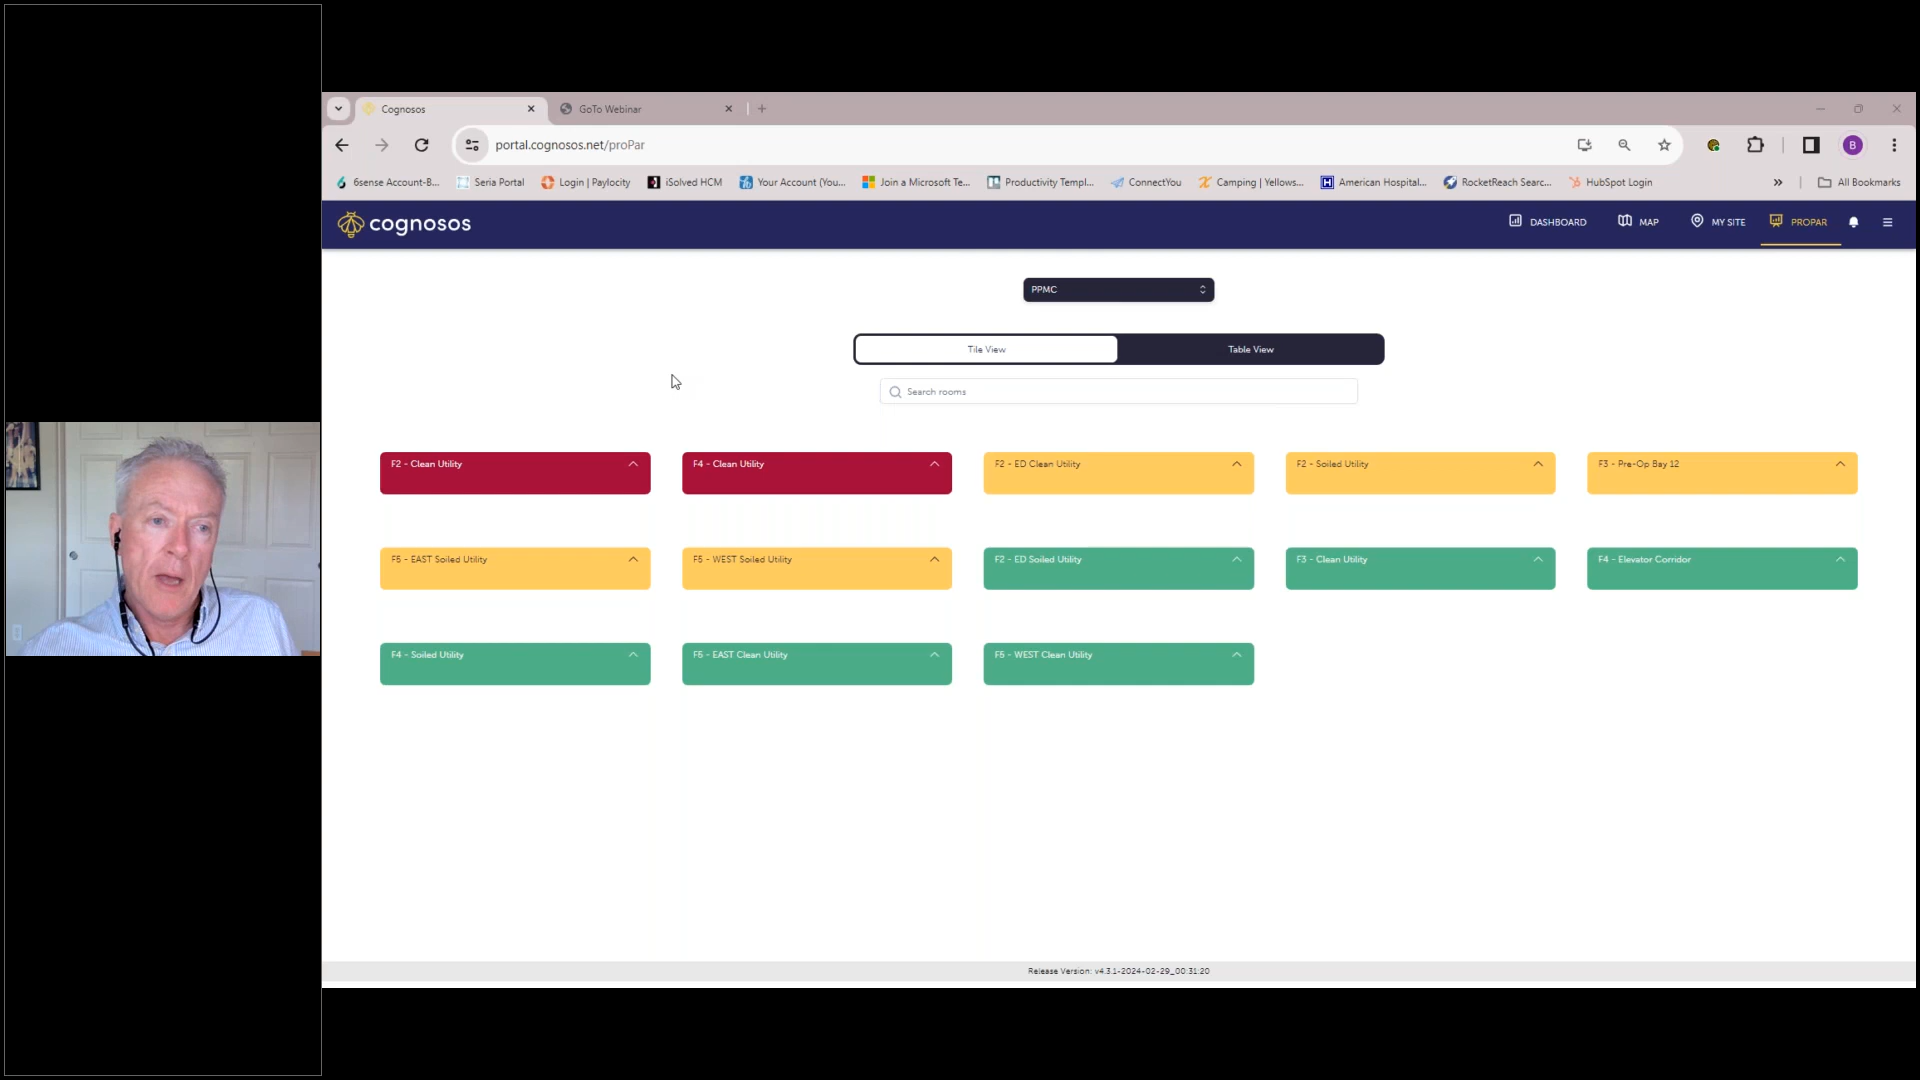 Cognosos
GoTo Webinar
portal.cognosos.net/proPar
B
6sense Account-B...
Seria Portal
Login | Paylocity
iSolved HCM
Your Account (You...
Join a Microsoft Te...
Productivity Templ...
ConnectYou
Camping | Yellows...
American Hospital...
RocketReach Searc...
HubSpot Login
All Bookmarks
cognosos
DASHBOARD
MAP
MY SITE
PROPAR
PPMC
Tile View
Table View
Search rooms
F2 - Clean Utility
F4 - Clean Utility
F2 - ED Clean Utility
F2 - Soiled Utility
F3 - Pre-Op Bay 12
F5 - EAST Soiled Utility
F5 - WEST Soiled Utility
F2 - ED Soiled Utility
F3 - Clean Utility
F4 - Elevator Corridor
F4 - Soiled Utility
F5 - EAST Clean Utility
F5 - WEST Clean Utility
Release Version: v4.3.1-2024-02-29_00:31:20